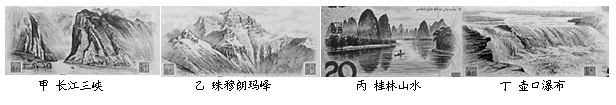 20
甲 长江三峡
乙 珠穆朗玛峰
丙 桂林山水
丁 壶口瀑布